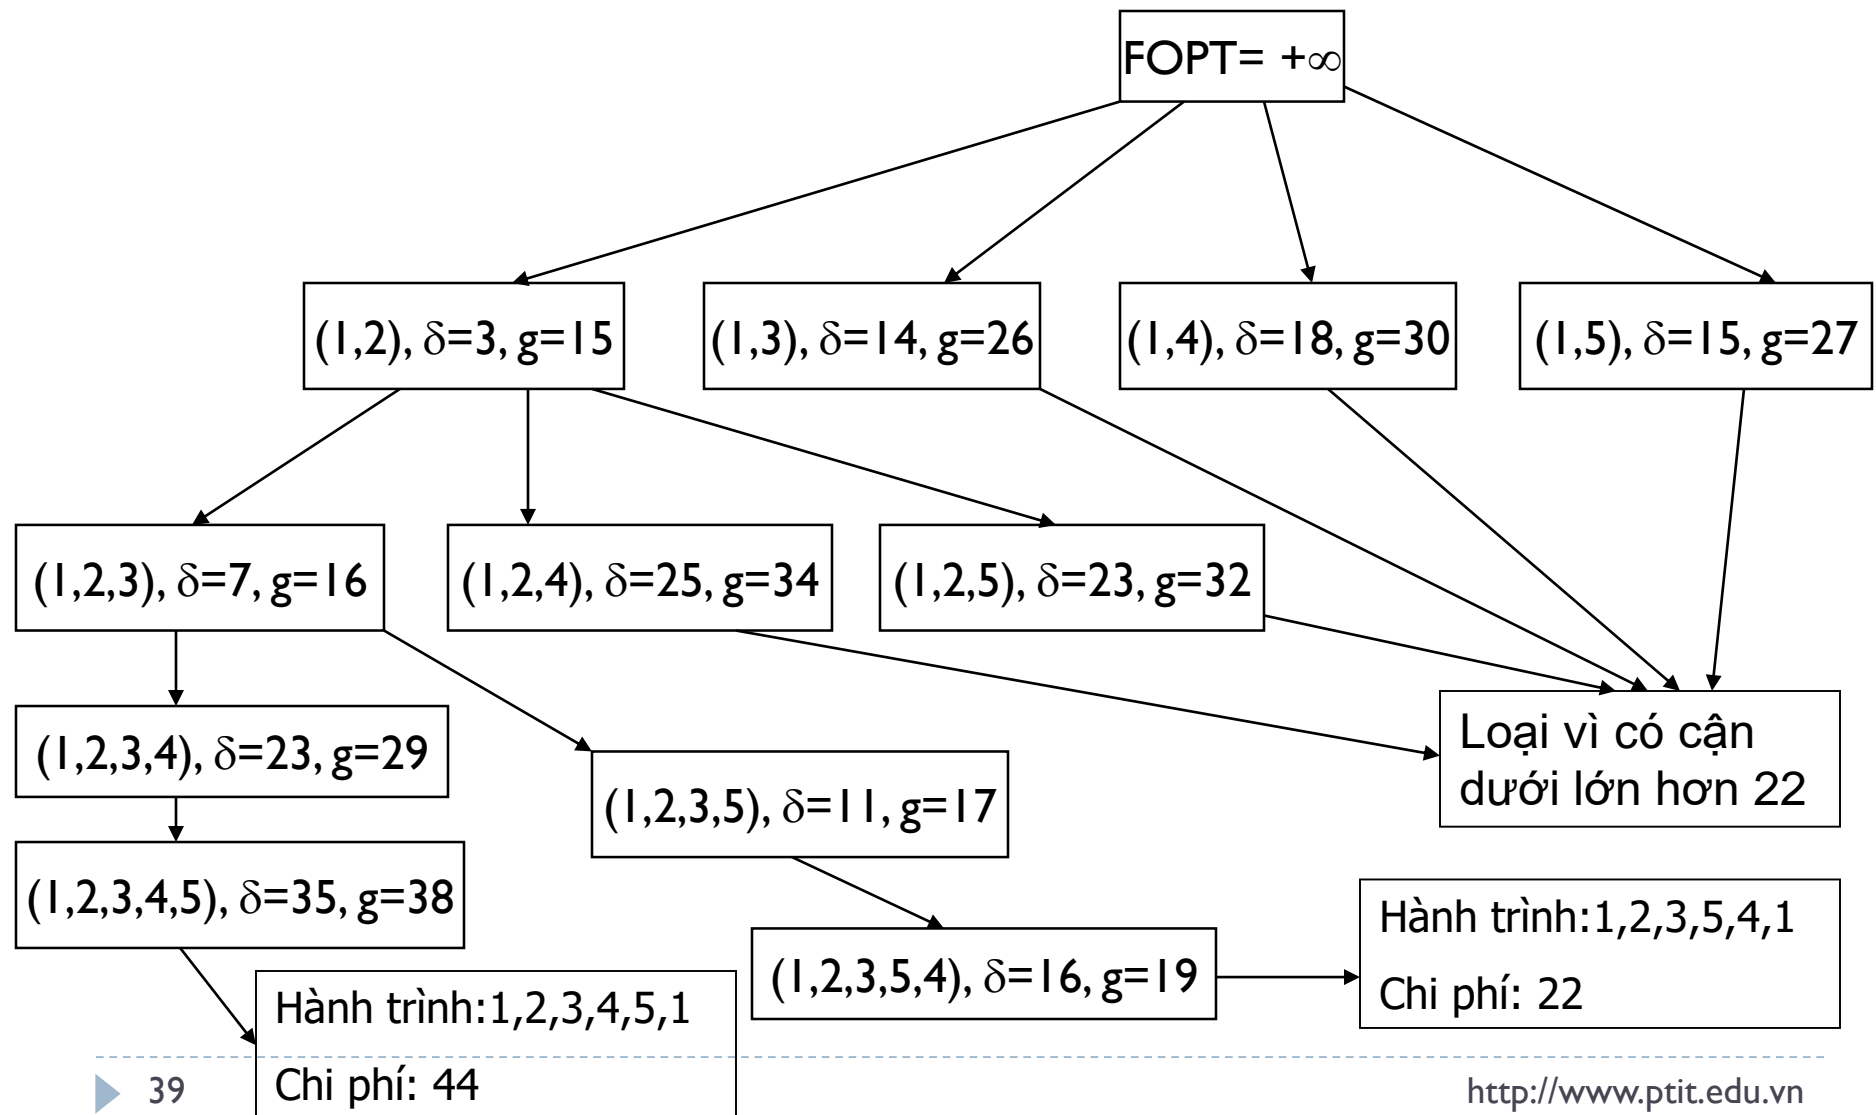 FOPT= +∞
(1,2), δ=3, g=15
(1,3), δ=14, g=26
(1,4), δ=18, g=30
(1,5), δ=15, g=27
(1,2,3), δ=7, g=16
(1,2,4), δ=25, g=34
(1,2,5), δ=23, g=32
Loại vì có cận
dưới lớn hơn 22
(1,2,3,4), δ=23, g=29
(1,2,3,5), δ=11, g=17
(1,2,3,4,5), δ=35, g=38
(1,2,3,5,4), δ=16, g=19
Hành trình:1,2,3,5,4,1
Chi phí: 22
Hành trình:1,2,3,4,5,1
Chi phí: 44
39
http://www.ptit.edu.vn